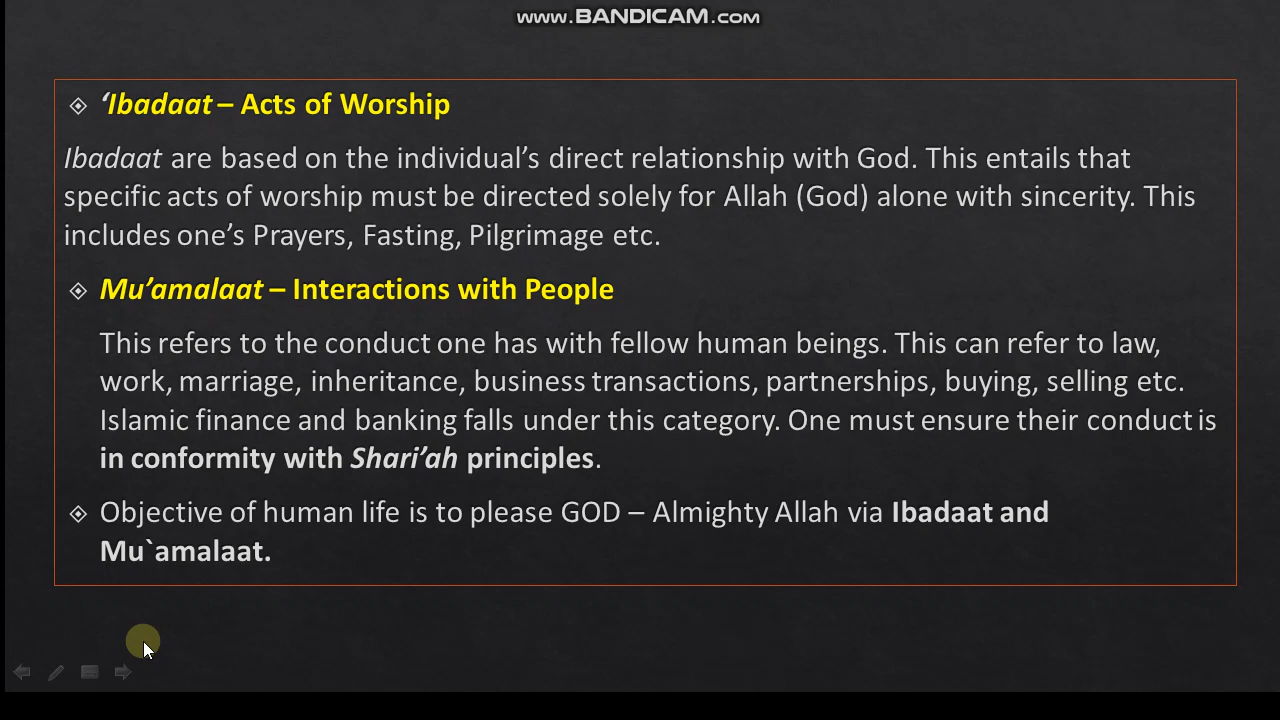 www.BANDICAM.com
‘Ibadaat – Acts of Worship
Ibadaat are based on the individual’s direct relationship with God. This entails that
specific acts of worship must be directed solely for Allah (God) alone with sincerity. This
includes one’s Prayers, Fasting, Pilgrimage etc.
Mu’amalaat – Interactions with People
This refers to the conduct one has with fellow human beings. This can refer to law,
work, marriage, inheritance, business transactions, partnerships, buying, selling etc.
Islamic finance and banking falls under this category. One must ensure their conduct is
in conformity with Shari’ah principles.
Objective of human life is to please GOD – Almighty Allah via Ibadaat and
Mu`amalaat.